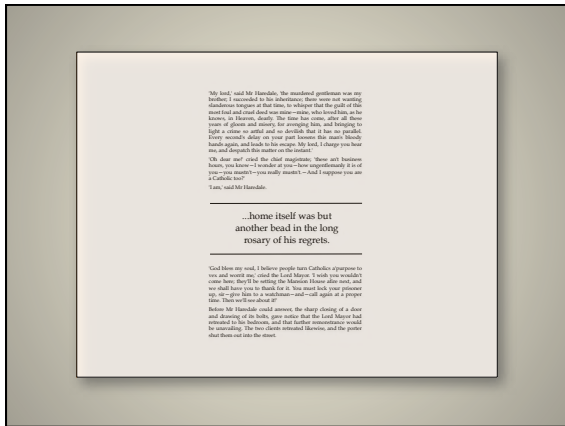 'My lord,' said Mr Haredale, 'the murdered gentleman was my
brother; I succeeded to his inheritance; there were not wanting
slanderous tongues at that time, to whisper that the guilt of this
most foul and cruel deed was mine—mine, who loved him, as he
knows, in Heaven, dearly. The time has come, after all these
years of gloom and misery, for avenging him, and bringing to
light a crime so artful and so devilish that it has no parallel.
Every second's delay on your part loosens this man's bloody
hands again, and leads to his escape. My lord, I charge you hear
me, and despatch this matter on the instant.'
'Oh dear me!' cried the chief magistrate; 'these an't business
hours, you know—I wonder at you—how ungentlemanly it is of
you—you mustn't—you really mustn't.—And I suppose you are
a Catholic too?'
'I am,' said Mr Haredale.
...home itself was but
another bead in the long
rosary of his regrets.
'God bless my soul, I believe people turn Catholics a'purpose to
vex and worrit me,' cried the Lord Mayor. 'I wish you wouldn't
come here; they'll be setting the Mansion House afire next, and
we shall have you to thank for it. You must lock your prisoner
up, sir—give him to a watchman—and—call again at a proper
time. Then we'll see about it!'
Before Mr Haredale could answer, the sharp closing of a door
and drawing of its bolts, gave notice that the Lord Mayor had
retreated to his bedroom, and that further remonstrance would
be unavailing. The two clients retreated likewise, and the porter
shut them out into the street.